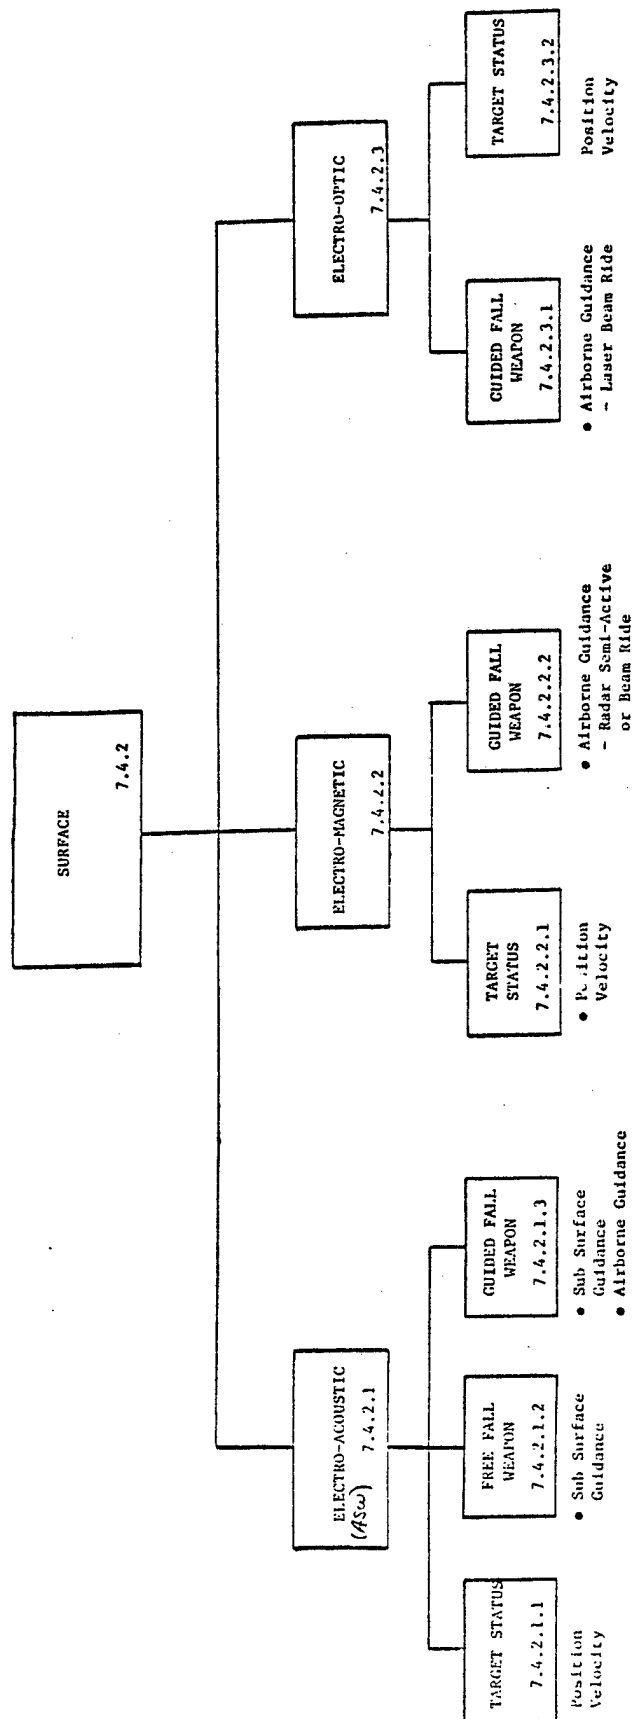 SURFACE
7.4.2
ELECTRO-ACOUSTIC
(ASW)
7.4.2.1
ELECTRO-MAGNETIC
7.4.2.2
ELECTRO-OPTIC
7.4.2.3
TARGET STATUS
7.4.2.1.1
Position
Velocity
FREE FALL
WEAPON
7.4.2.1.2
• Sub Surface
Guidance
GUIDED FALL
WEAPON
7.4.2.1.3
• Sub Surface
Guidance
• Airborne Guidance
TARGET
STATUS
7.4.2.2.1
• Position
Velocity
GUIDED FALL
WEAPON
7.4.2.2.2
• Airborne Guidance
- Radar Semi-Active
or Beam Ride
GUIDED FALL
WEAPON
7.4.2.3.1
• Airborne Guidance
- Laser Beam Ride
TARGET STATUS
7.4.2.3.2
Position
Velocity